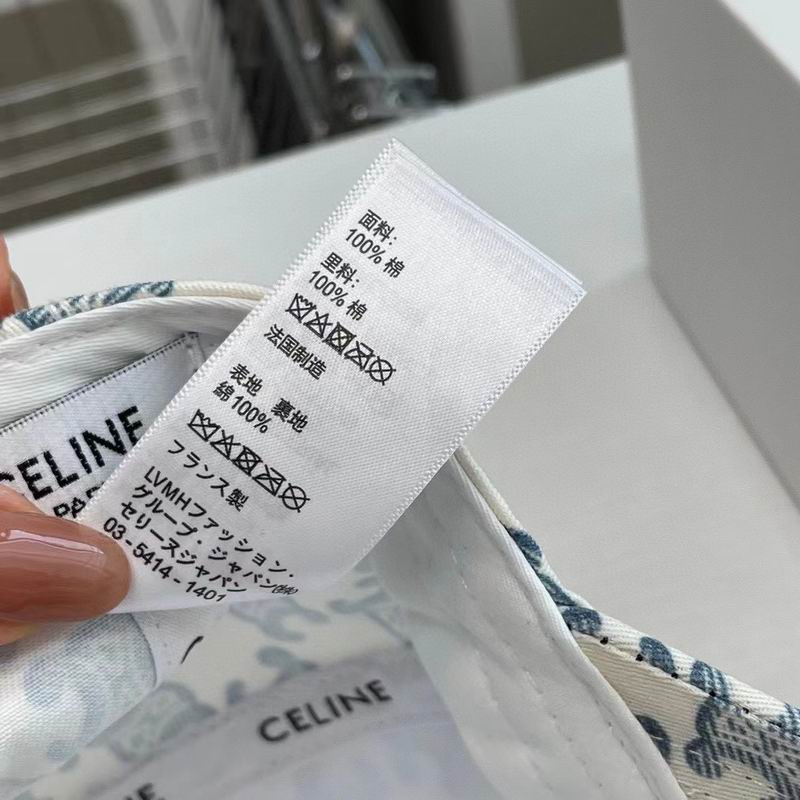 面料:
100% 棉
里料:
100% 棉
法国制造
表地 裏地
綿100%
フランス製
LVMHファッション・
グループ・ジャパン㈱
セリーヌジャパン
03-5414-1401
CELINE
CELINE